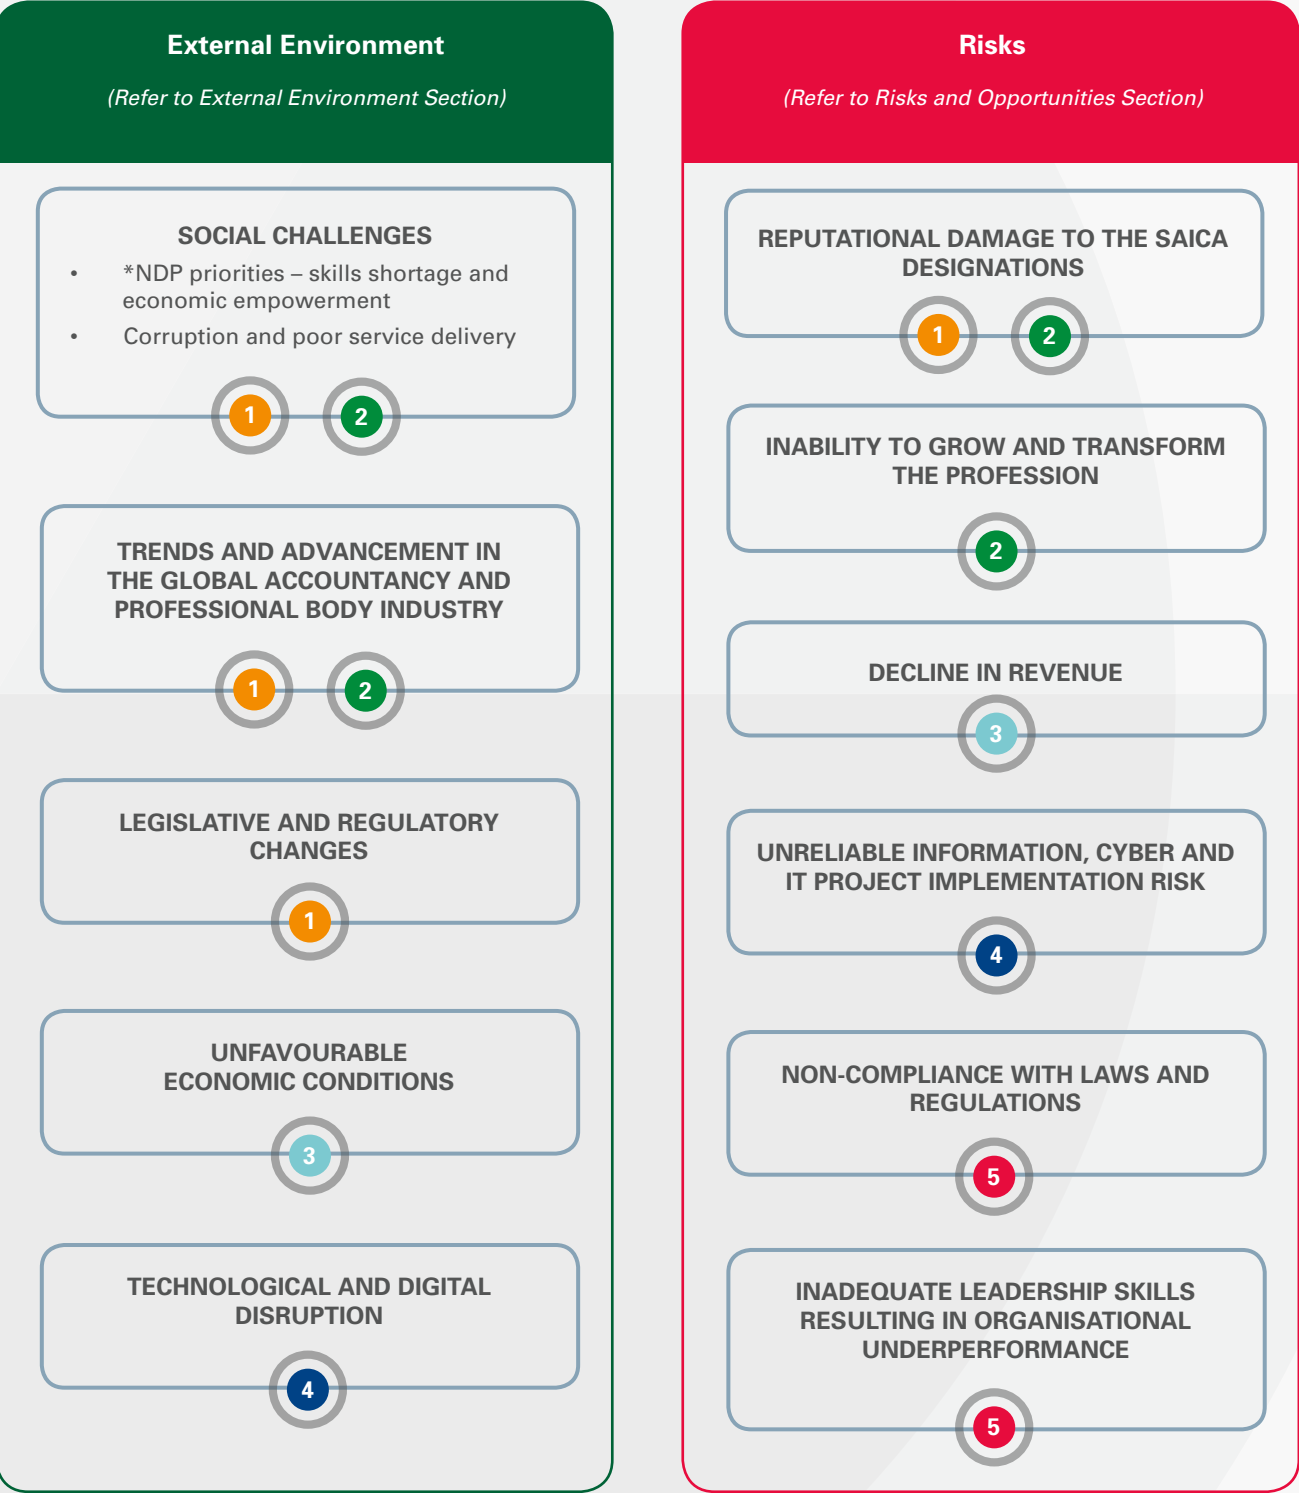 External Environment
(Refer to External Environment Section)
SOCIAL CHALLENGES
• *NDP priorities – skills shortage and
economic empowerment
• Corruption and poor service delivery
1 2
TRENDS AND ADVANCEMENT IN
THE GLOBAL ACCOUNTANCY AND
PROFESSIONAL BODY INDUSTRY
1 2
LEGISLATIVE AND REGULATORY
CHANGES
1
UNFAVOURABLE
ECONOMIC CONDITIONS
3
TECHNOLOGICAL AND DIGITAL
DISRUPTION
4
Risks
(Refer to Risks and Opportunities Section)
REPUTATIONAL DAMAGE TO THE SAICA
DESIGNATIONS
1 2
INABILITY TO GROW AND TRANSFORM
THE PROFESSION
2
DECLINE IN REVENUE
3
UNRELIABLE INFORMATION, CYBER AND
IT PROJECT IMPLEMENTATION RISK
4
NON-COMPLIANCE WITH LAWS AND
REGULATIONS
5
INADEQUATE LEADERSHIP SKILLS
RESULTING IN ORGANISATIONAL
UNDERPERFORMANCE
5